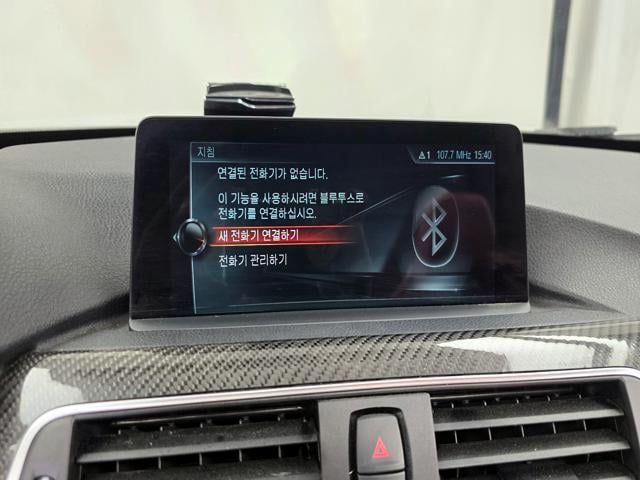 지침
1 107.7 MHz 15:40
연결된 전화기가 없습니다.
이 기능을 사용하시려면 블루투스로
전화기를 연결하십시오.
새 전화기 연결하기
전화기 관리하기